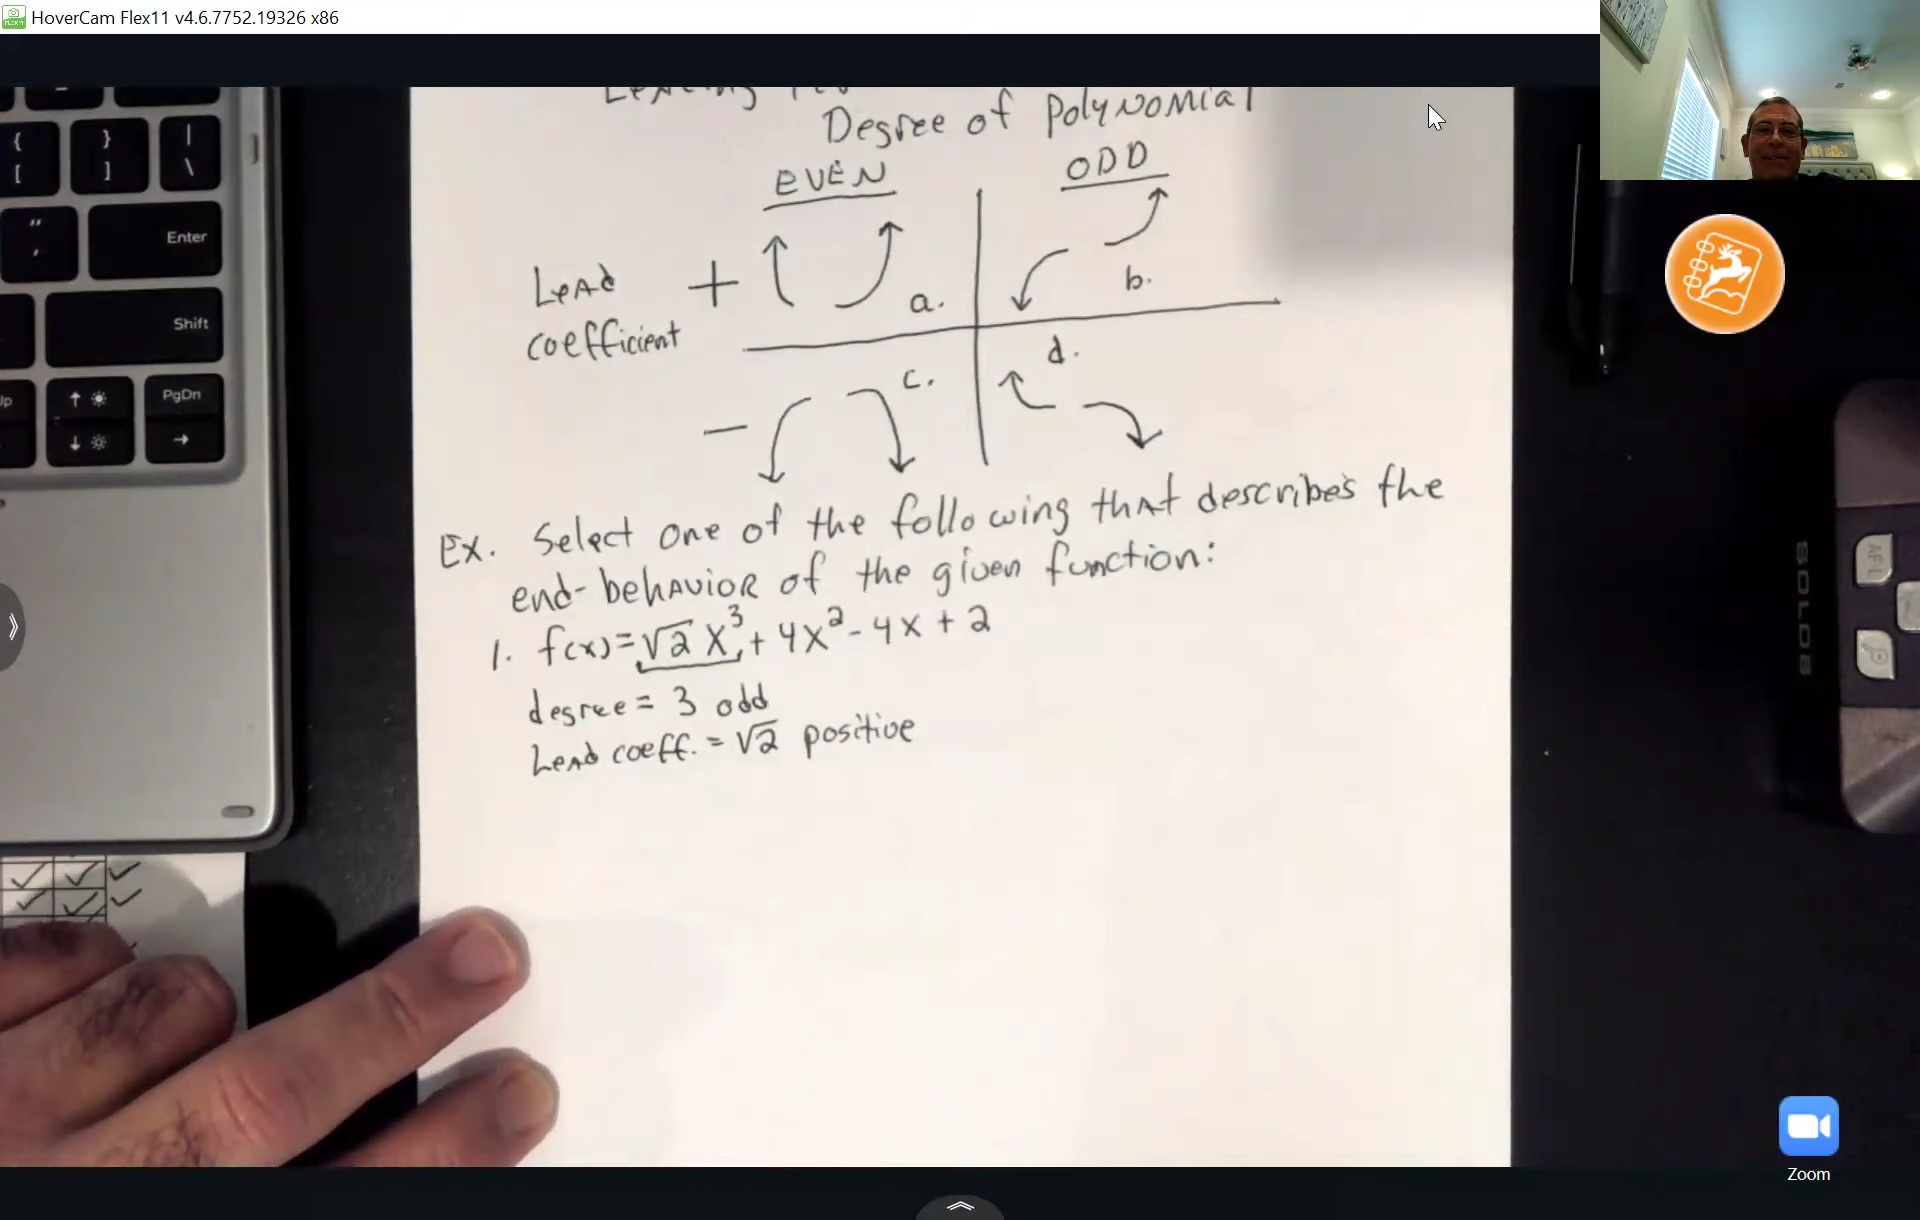 HoverCam Flex11 v4.6.7752.19326 x86
Degree of Polynomial
EVEN
ODD
Lead
coefficient
+
a.
b.
-
c.
d.
Ex. Select one of the following that describes the
end-behavior of the given function:
1. f(x)=√2 x³ + 4x² - 4x + 2
degree = 3 odd
Lead coeff. = √2 positive
{
[
}
]
|
\
"
'
Enter
Shift
PgDn
Zoom